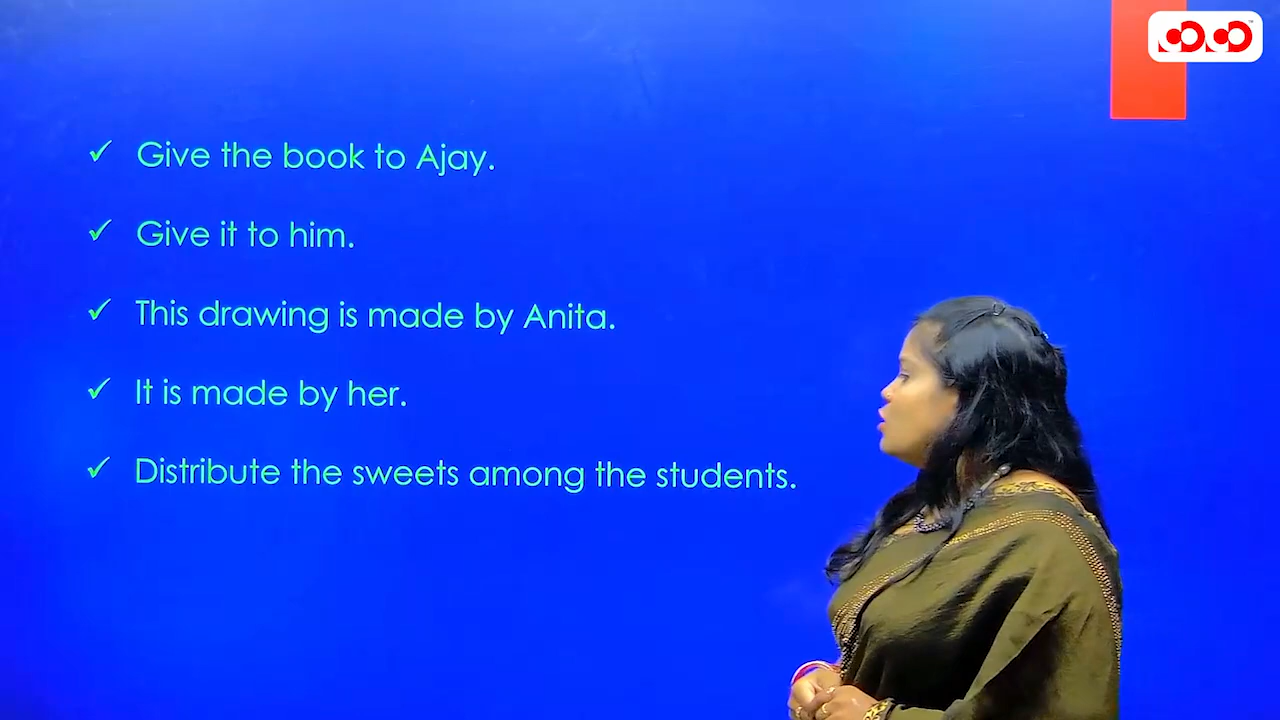 Give the book to Ajay.
Give it to him.
This drawing is made by Anita.
It is made by her.
Distribute the sweets among the students.